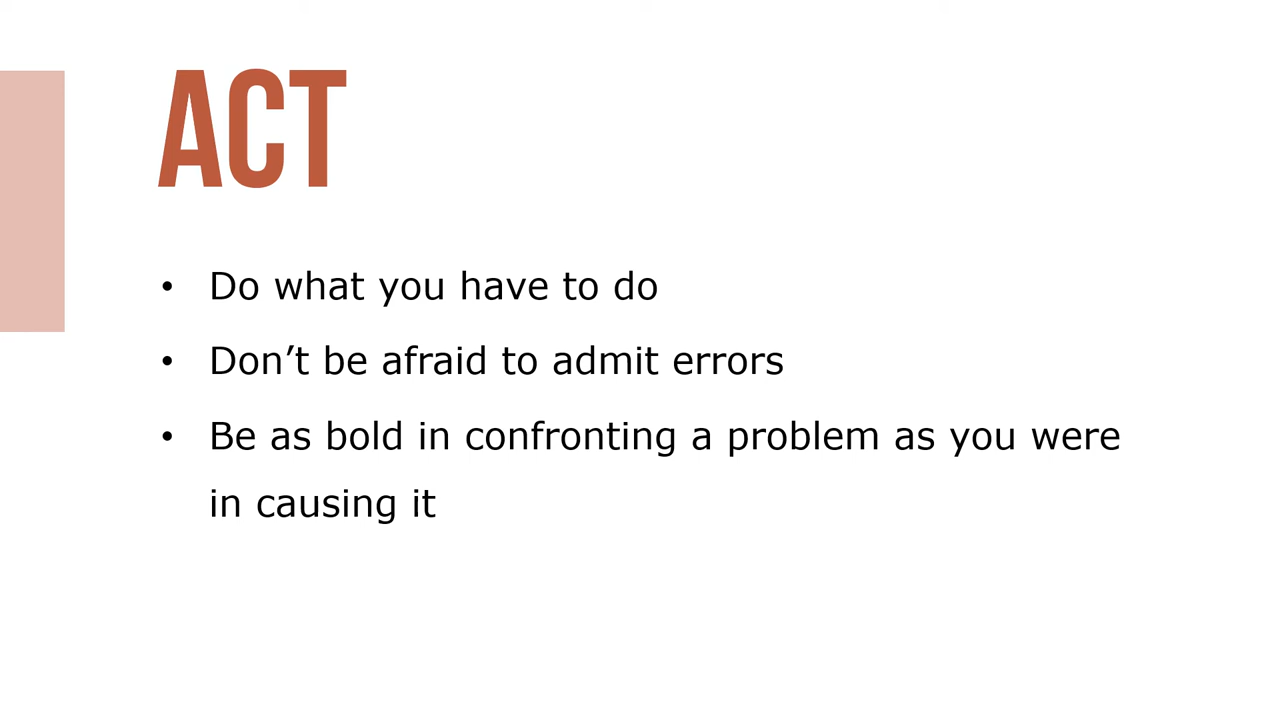 ACT
• Do what you have to do
• Don’t be afraid to admit errors
• Be as bold in confronting a problem as you were
in causing it